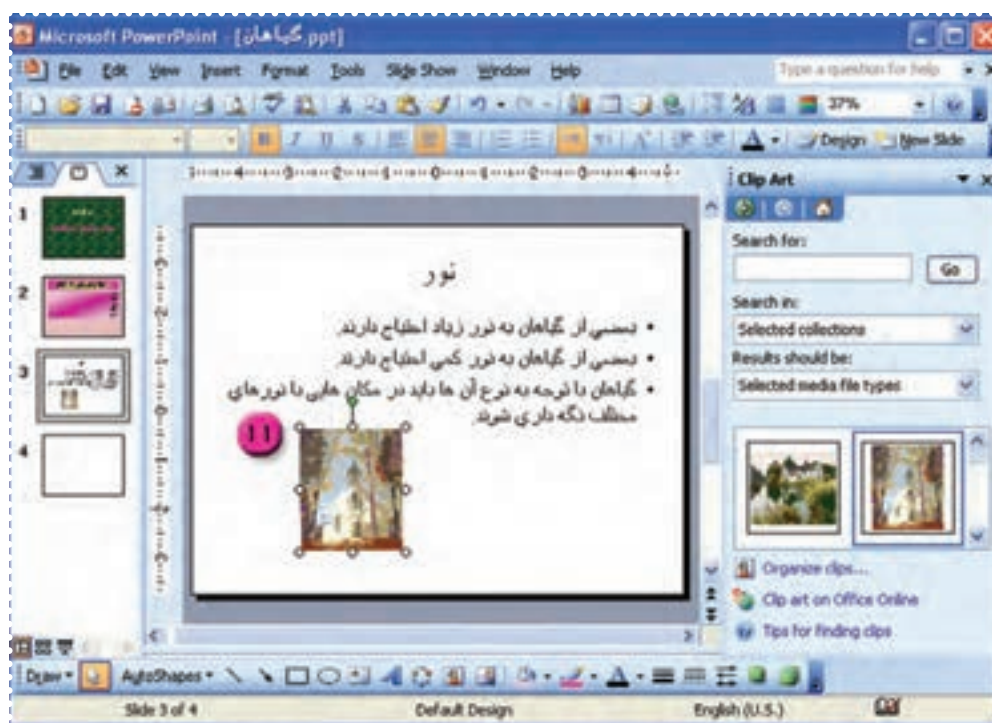 Microsoft PowerPoint - [گیاهان.ppt]
File Edit View Insert Format Tools Slide Show Window Help
Type a question for help
37%
B I U S
Design New Slide
Clip Art
Search for:
Go
Search in:
Selected collections
Results should be:
Selected media file types
Organize clips...
Clip art on Office Online
Tips for finding clips
1
2
3
4
نور
• بعضی از گیاهان به نور زیاد احتیاج دارند
• بعضی از گیاهان به نور کمی احتیاج دارند
• گیاهان با توجه به نوع آن ها باید در مکان هایی با نورهای
مختلف نگه داری شوند
11
Draw AutoShapes
Slide 3 of 4 Default Design English (U.S.)